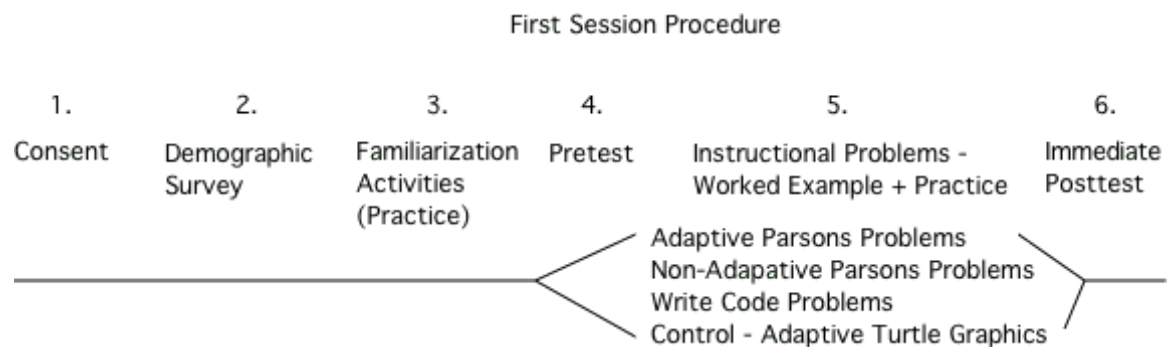 First Session Procedure
1. 2. 3. 4. 5. 6.
Consent Demographic Familiarization Pretest Instructional Problems - Immediate
Survey Activities Worked Example + Practice Posttest
(Practice)
Adaptive Parsons Problems
Non-Adapative Parsons Problems
Write Code Problems
Control - Adaptive Turtle Graphics